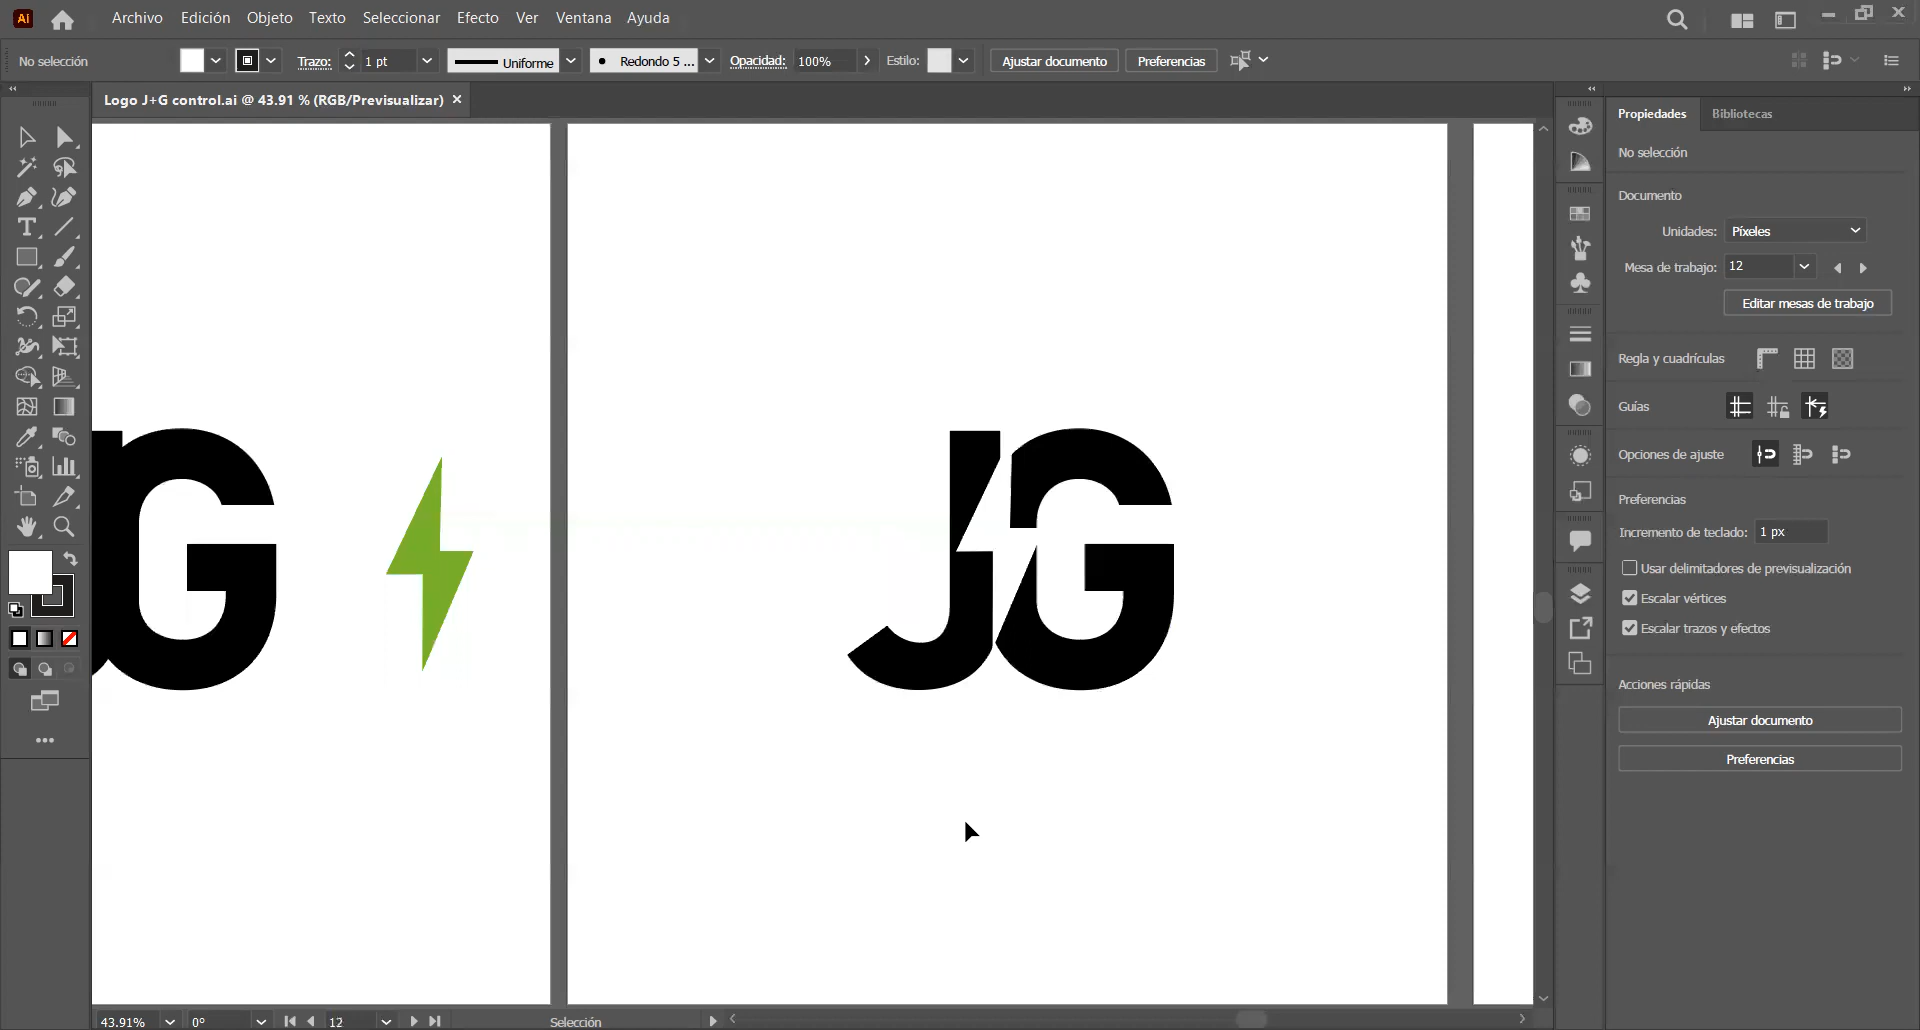 Ai
Archivo Edición Objeto Texto Seleccionar Efecto Ver Ventana Ayuda
No selección
Trazo: 1 pt
Uniforme
Redondo 5 ...
Opacidad: 100%
Estilo:
Ajustar documento
Preferencias
Logo J+G control.ai @ 43.91 % (RGB/Previsualizar) ×
T
G
JG
Propiedades Bibliotecas
No selección
Documento
Unidades: Píxeles
Mesa de trabajo: 12
Editar mesas de trabajo
Regla y cuadrículas
Guías
Opciones de ajuste
Preferencias
Incremento de teclado: 1 px
Usar delimitadores de previsualización
Escalar vértices
Escalar trazos y efectos
Acciones rápidas
Ajustar documento
Preferencias
43.91% 0° 12 Selección